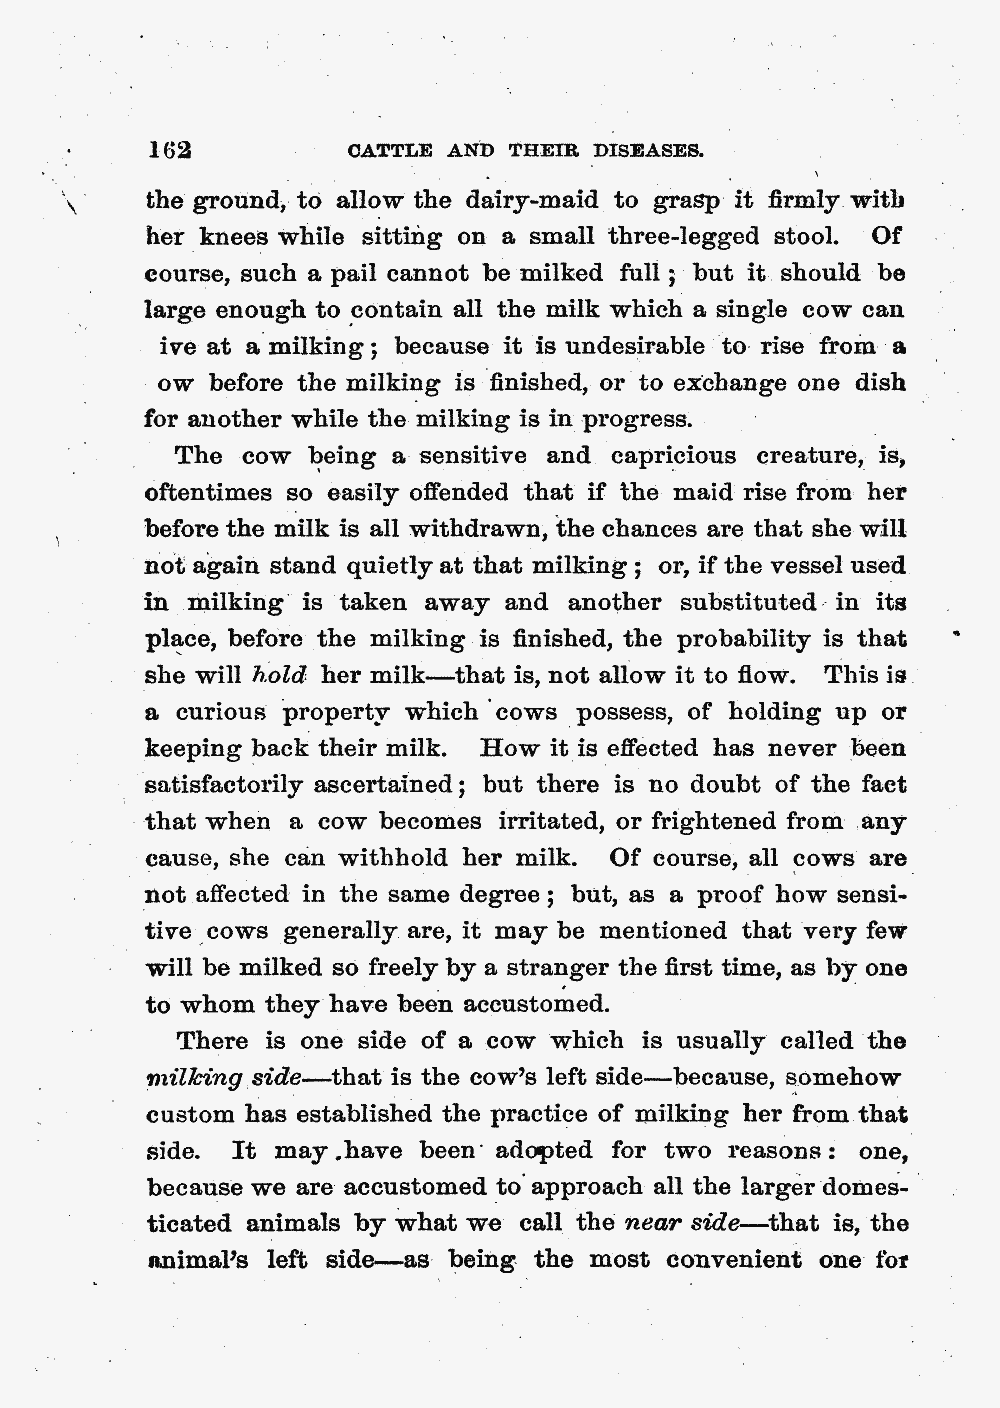 162 CATTLE AND THEIR DISEASES.
the ground, to allow the dairy-maid to grasp it firmly with
her knees while sitting on a small three-legged stool. Of
course, such a pail cannot be milked full ; but it should be
large enough to contain all the milk which a single cow can
ive at a milking ; because it is undesirable to rise from a
ow before the milking is finished, or to exchange one dish
for another while the milking is in progress.
The cow being a sensitive and capricious creature, is,
oftentimes so easily offended that if the maid rise from her
before the milk is all withdrawn, the chances are that she will
not again stand quietly at that milking ; or, if the vessel used
in milking is taken away and another substituted in its
place, before the milking is finished, the probability is that
she will hold her milk—that is, not allow it to flow. This is
a curious property which cows possess, of holding up or
keeping back their milk. How it is effected has never been
satisfactorily ascertained ; but there is no doubt of the fact
that when a cow becomes irritated, or frightened from any
cause, she can withhold her milk. Of course, all cows are
not affected in the same degree ; but, as a proof how sensi-
tive cows generally are, it may be mentioned that very few
will be milked so freely by a stranger the first time, as by one
to whom they have been accustomed.
There is one side of a cow which is usually called the
milking side—that is the cow's left side—because, somehow
custom has established the practice of milking her from that
side. It may have been adopted for two reasons : one,
because we are accustomed to approach all the larger domes-
ticated animals by what we call the near side—that is, the
animal's left side—as being the most convenient one for